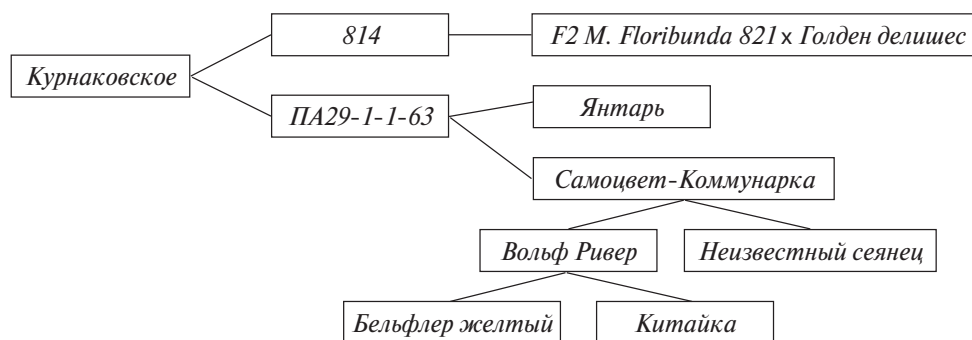 814
F2 M. Floribunda 821 x Голден делишес
Курнаковское
Янтарь
ПА29-1-1-63
Самоцвет-Коммунарка
Вольф Ривер
Неизвестный сеянец
Бельфлер желтый
Китайка